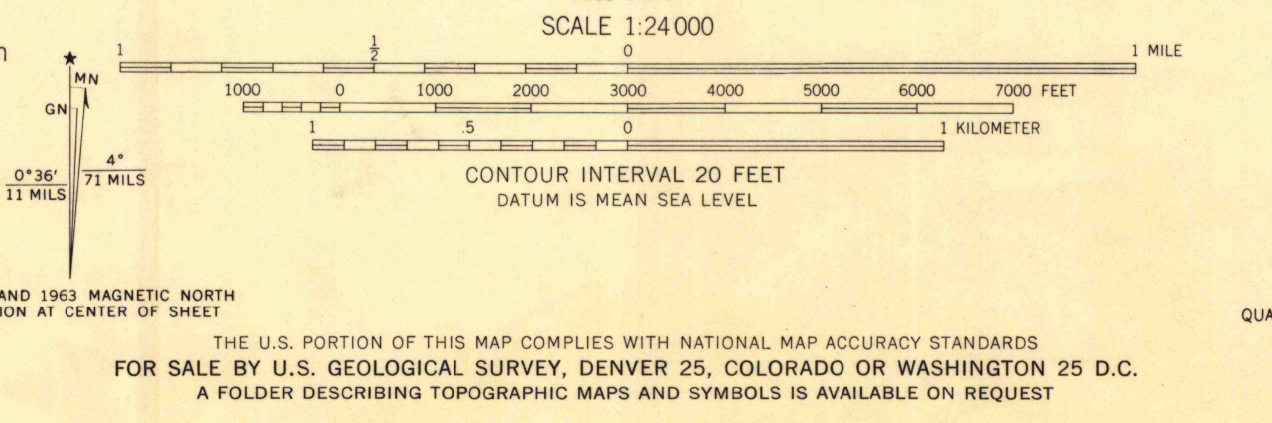 SCALE 1:24 000
1 ½ 0 1 MILE
1000 0 1000 2000 3000 4000 5000 6000 7000 FEET
1 .5 0 1 KILOMETER
CONTOUR INTERVAL 20 FEET
DATUM IS MEAN SEA LEVEL
★
MN
GN
0°36′
11 MILS
4°
71 MILS
AND 1963 MAGNETIC NORTH
ION AT CENTER OF SHEET
QUA
THE U.S. PORTION OF THIS MAP COMPLIES WITH NATIONAL MAP ACCURACY STANDARDS
FOR SALE BY U.S. GEOLOGICAL SURVEY, DENVER 25, COLORADO OR WASHINGTON 25 D.C.
A FOLDER DESCRIBING TOPOGRAPHIC MAPS AND SYMBOLS IS AVAILABLE ON REQUEST